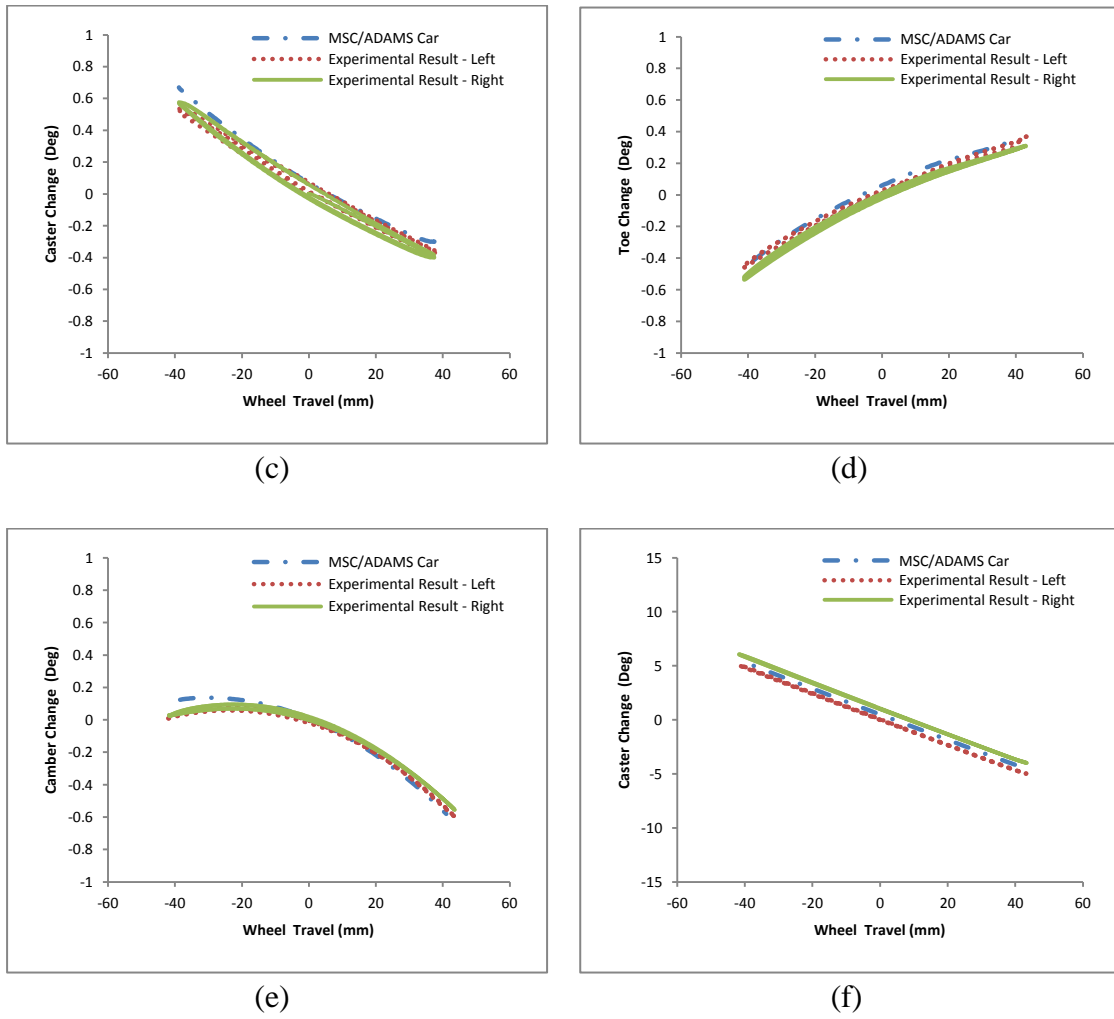 MSC/ADAMS Car
Experimental Result - Left
Experimental Result - Right
1
0.8
0.6
0.4
0.2
0
-0.2
-0.4
-0.6
-0.8
-1
Caster Change (Deg)
-60 -40 -20 0 20 40 60
Wheel Travel (mm)
(c)
MSC/ADAMS Car
Experimental Result - Left
Experimental Result - Right
1
0.8
0.6
0.4
0.2
0
-0.2
-0.4
-0.6
-0.8
-1
Toe Change (Deg)
-60 -40 -20 0 20 40 60
Wheel Travel (mm)
(d)
MSC/ADAMS Car
Experimental Result - Left
Experimental Result - Right
1
0.8
0.6
0.4
0.2
0
-0.2
-0.4
-0.6
-0.8
-1
Camber Change (Deg)
-60 -40 -20 0 20 40 60
Wheel Travel (mm)
(e)
MSC/ADAMS Car
Experimental Result - Left
Experimental Result - Right
15
10
5
0
-5
-10
-15
Caster Change (Deg)
-60 -40 -20 0 20 40 60
Wheel Travel (mm)
(f)